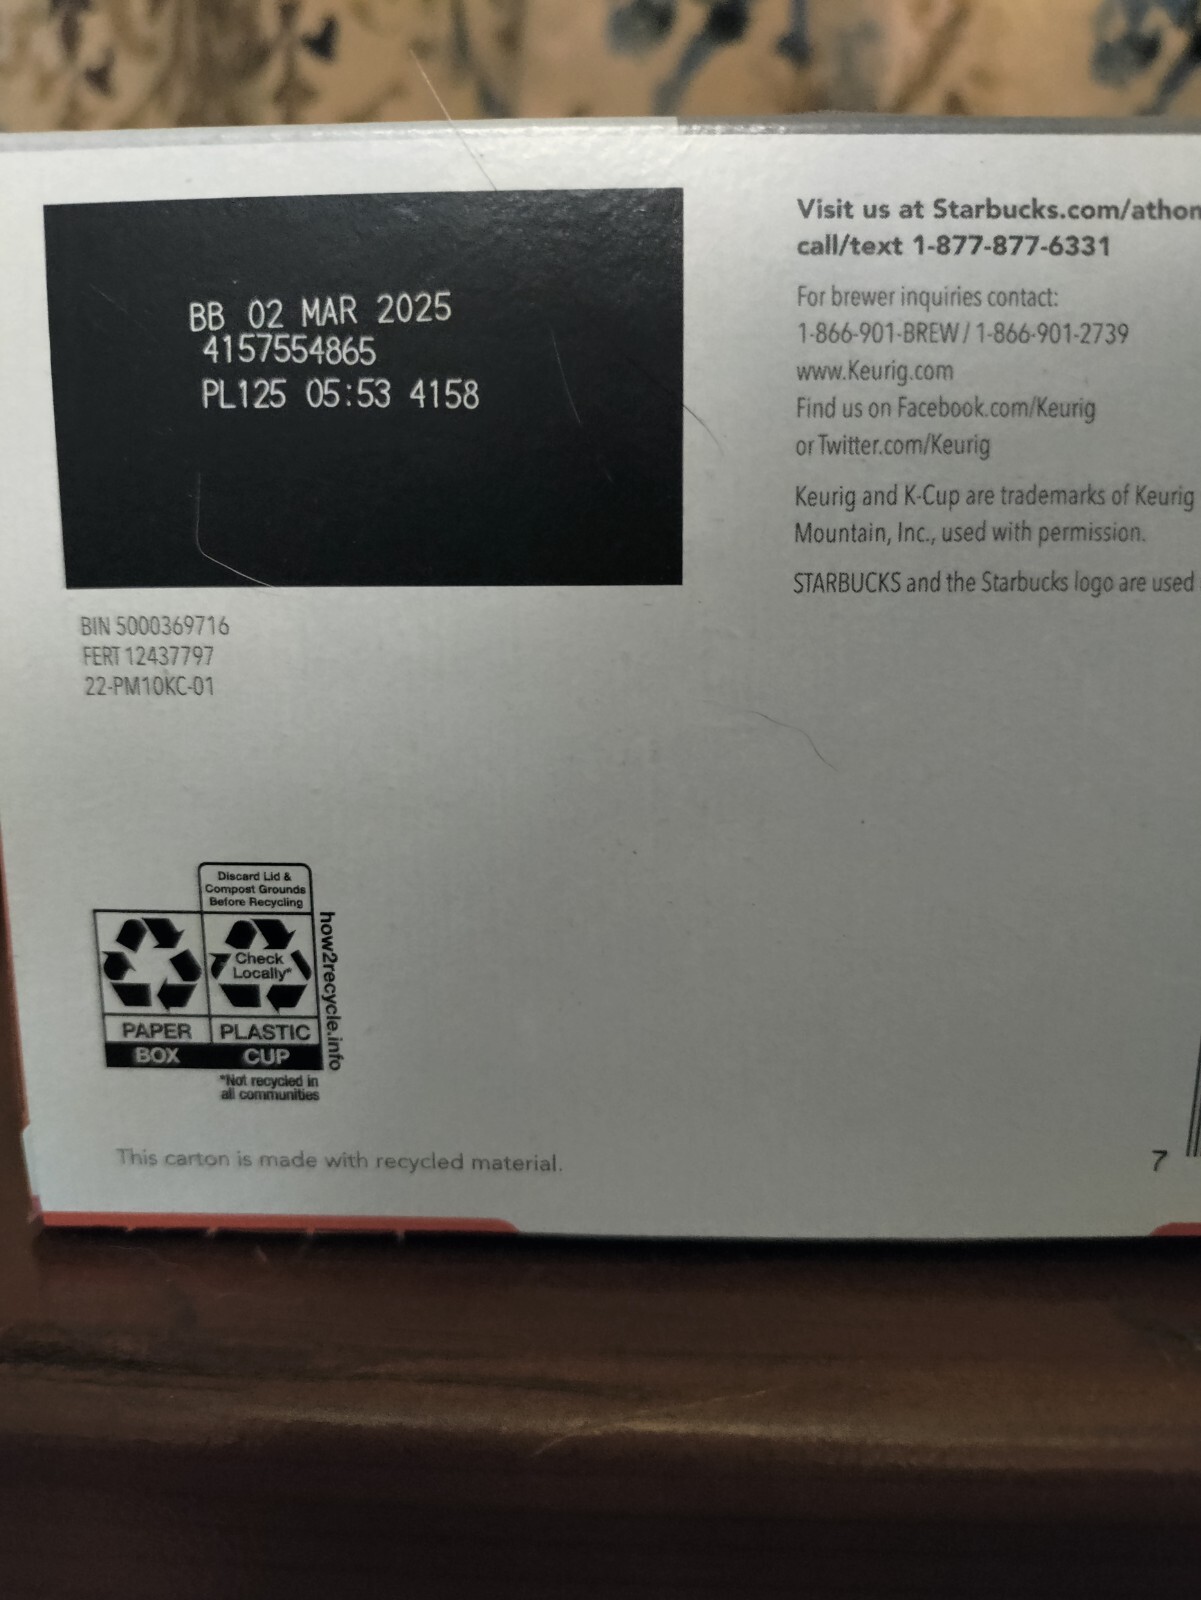 BB 02 MAR 2025
4157554865
PL125 05:53 4158
BIN 5000369716
FERT 12437797
22-PM10KC-01
Visit us at Starbucks.com/athom
call/text 1-877-877-6331
For brewer inquiries contact:
1-866-901-BREW / 1-866-901-2739
www.Keurig.com
Find us on Facebook.com/Keurig
or Twitter.com/Keurig
Keurig and K-Cup are trademarks of Keurig
Mountain, Inc., used with permission.
STARBUCKS and the Starbucks logo are used
Discard Lid &
Compost Grounds
Before Recycling
Check
Locally*
PAPER
BOX
PLASTIC
CUP
how2recycle.info
*Not recycled in
all communities
This carton is made with recycled material.
7